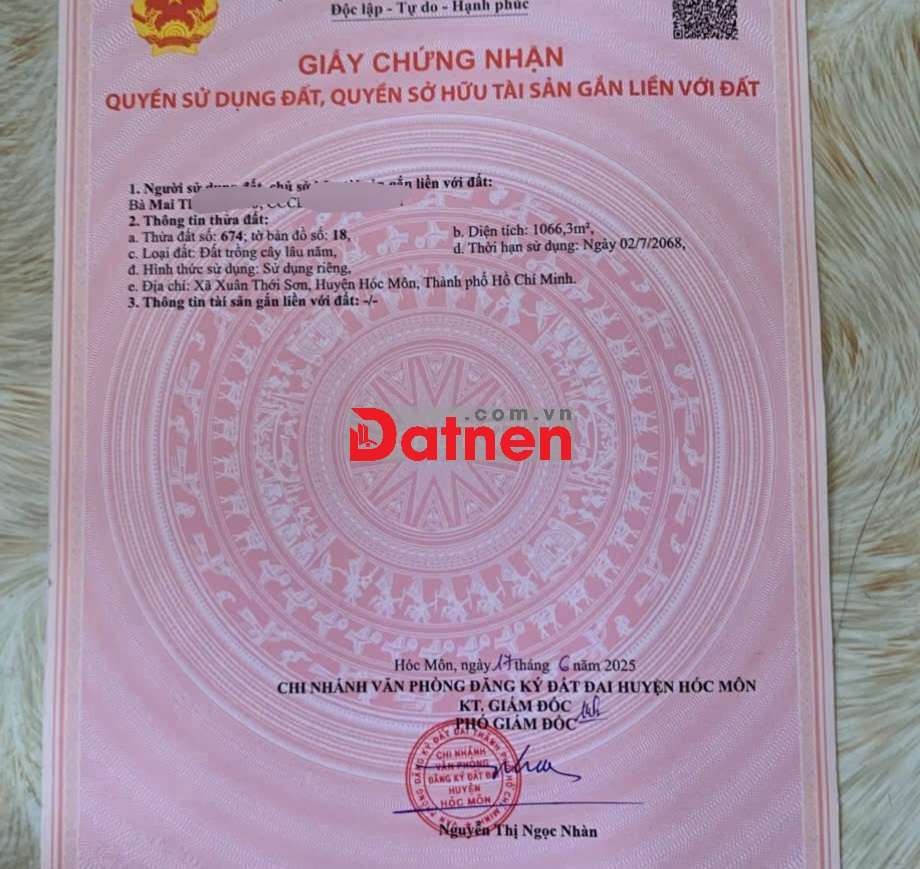 Độc lập - Tự do - Hạnh phúc
GIẤY CHỨNG NHẬN
QUYỀN SỬ DỤNG ĐẤT, QUYỀN SỞ HỮU TÀI SẢN GẮN LIỀN VỚI ĐẤT
1. Người sử dụng đất, chủ sở gắn liền với đất:
Bà Mai
2. Thông tin thửa đất:
a. Thửa đất số: 674; tờ bản đồ số: 18,
b. Diện tích: 1066,3m²,
c. Loại đất: Đất trồng cây lâu năm,
d. Thời hạn sử dụng: Ngày 02/7/2068,
đ. Hình thức sử dụng: Sử dụng riêng,
e. Địa chỉ: Xã Xuân Thới Sơn, Huyện Hóc Môn, Thành phố Hồ Chí Minh.
3. Thông tin tài sản gắn liền với đất: -/-
.com.vn
Datnen
Hóc Môn, ngày 17 tháng 6 năm 2025
CHI NHÁNH VĂN PHÒNG ĐĂNG KÝ ĐẤT ĐAI HUYỆN HÓC MÔN
KT. GIÁM ĐỐC
PHÓ GIÁM ĐỐC
CHI NHÁNH
VĂN PHÒNG
ĐĂNG KÝ ĐẤT
HUYỆN
HÓC MÔN
Nguyễn Thị Ngọc Nhàn